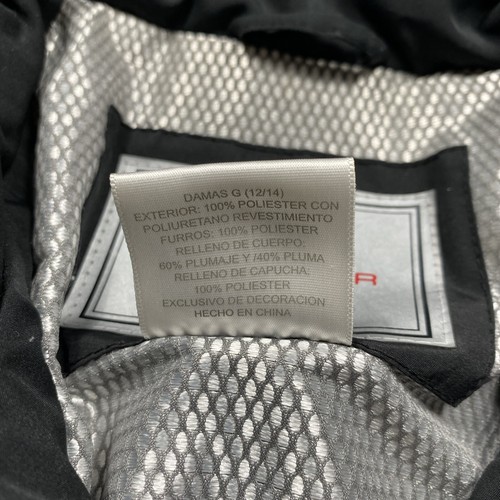 DAMAS G (12/14)
EXTERIOR: 100% POLIESTER CON
POLIURETANO REVESTIMIENTO
FURROS: 100% POLIESTER
RELLENO DE CUERPO:
60% PLUMAJE Y /40% PLUMA
RELLENO DE CAPUCHA:
100% POLIESTER
EXCLUSIVO DE DECORACION
HECHO EN CHINA
R